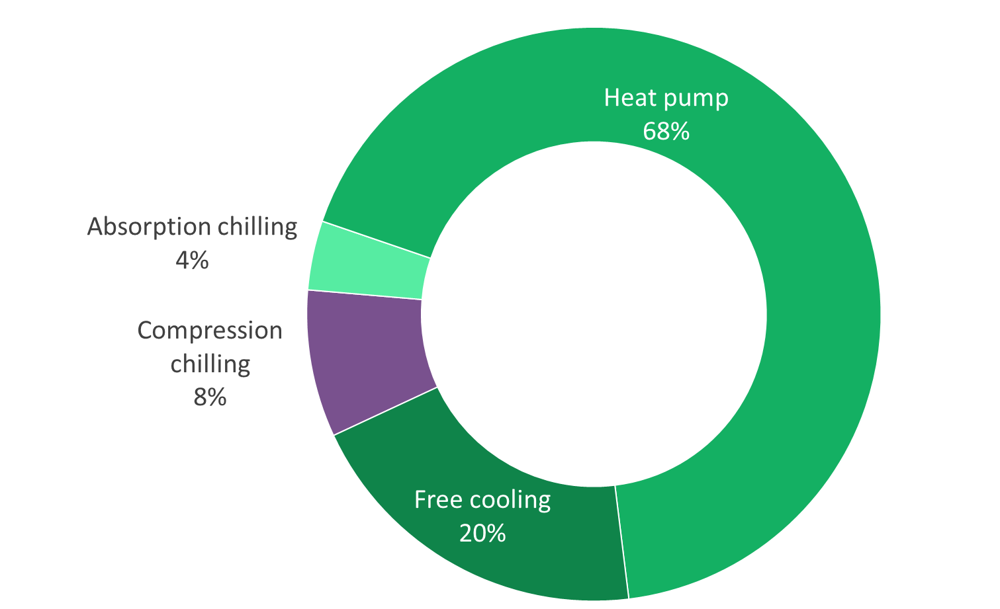 Heat pump
68%
Absorption chilling
4%
Compression
chilling
8%
Free cooling
20%